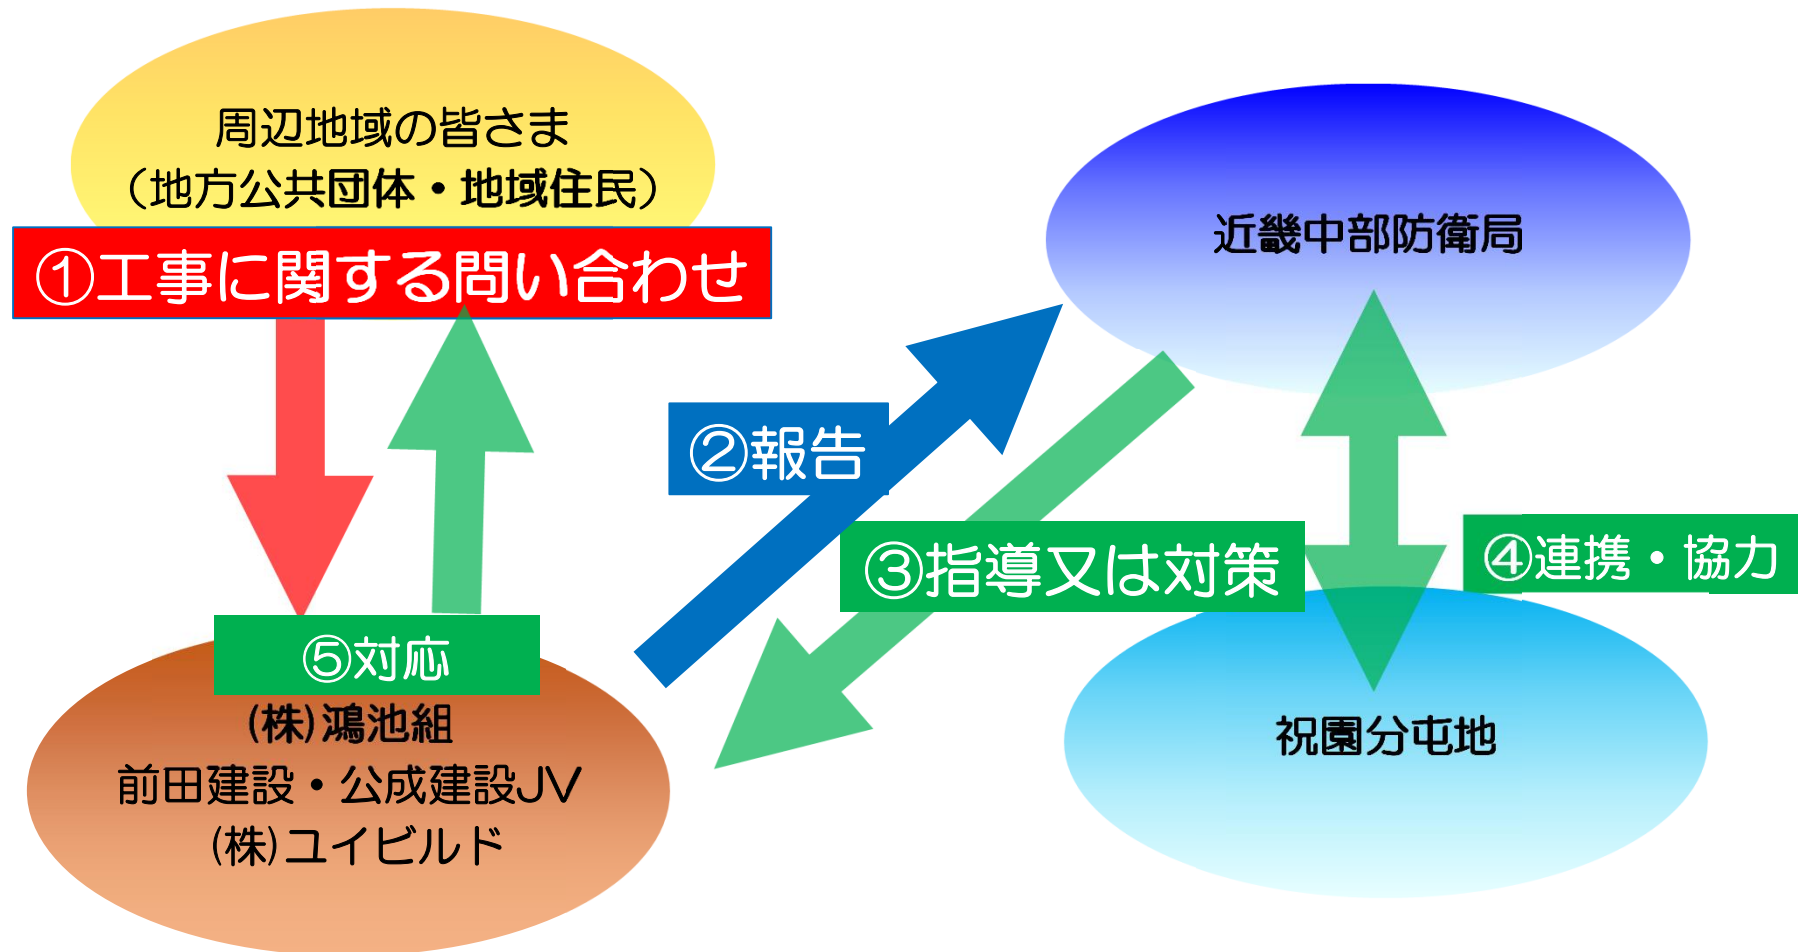 周辺地域の皆さま
（地方公共団体・地域住民）
①工事に関する問い合わせ
近畿中部防衛局
②報告
③指導又は対策
④連携・協力
⑤対応
(株)鴻池組
前田建設・公成建設JV
(株)ユイビルド
祝園分屯地